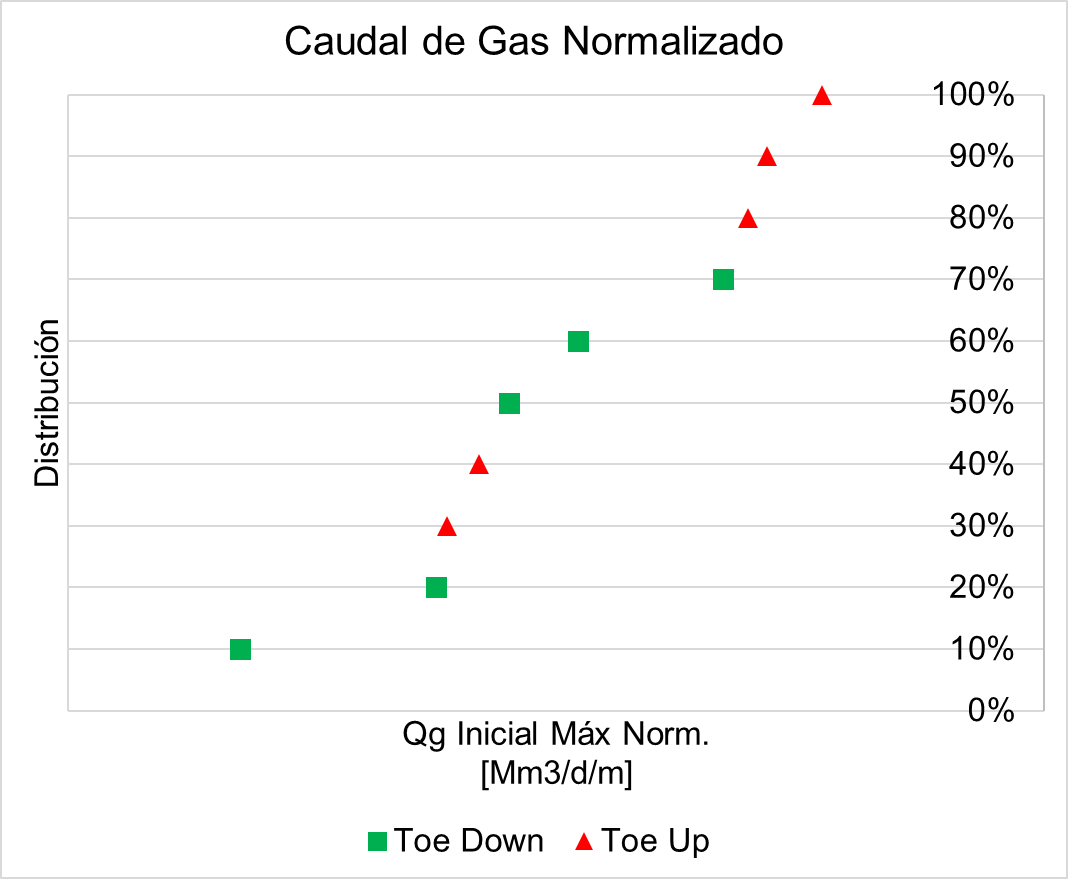 Caudal de Gas Normalizado
100%
90%
80%
70%
60%
50%
40%
30%
20%
10%
0%
Distribución
Qg Inicial Máx Norm.
[Mm3/d/m]
Toe Down
Toe Up